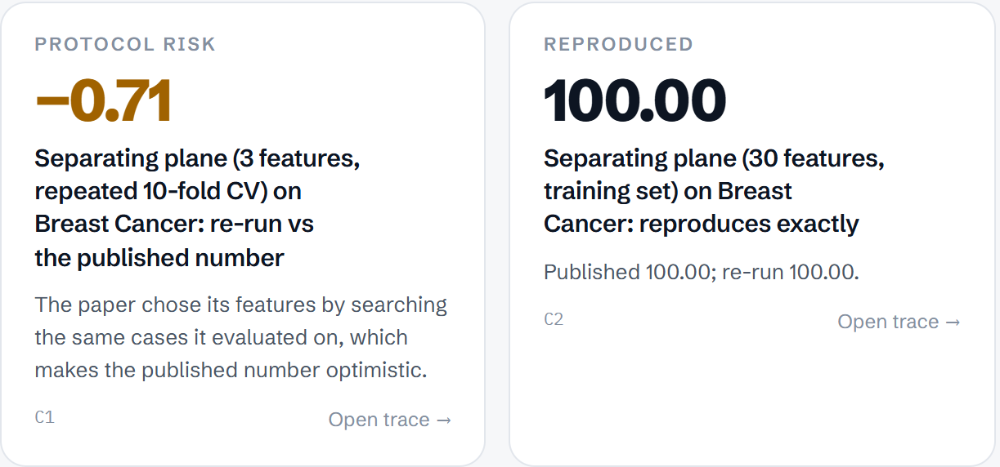 PROTOCOL RISK
−0.71
Separating plane (3 features,
repeated 10-fold CV) on
Breast Cancer: re-run vs
the published number
The paper chose its features by searching
the same cases it evaluated on, which
makes the published number optimistic.
C1
Open trace →
REPRODUCED
100.00
Separating plane (30 features,
training set) on Breast
Cancer: reproduces exactly
Published 100.00; re-run 100.00.
C2
Open trace →